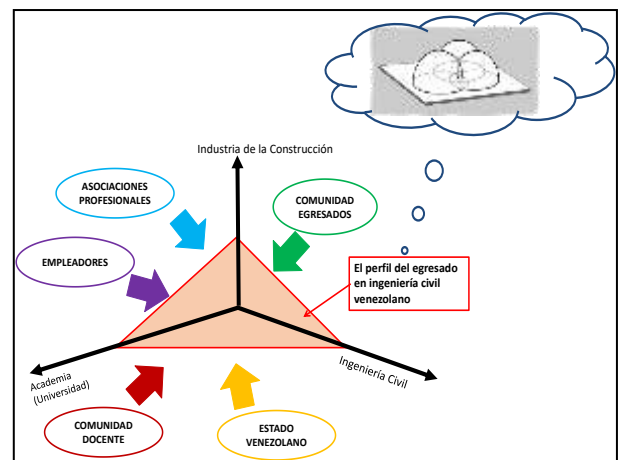 Industria de la Construcción
ASOCIACIONES
PROFESIONALES
COMUNIDAD
EGRESADOS
EMPLEADORES
El perfil del egresado
en ingeniería civil
venezolano
Academia
(Universidad)
Ingeniería Civil
COMUNIDAD
DOCENTE
ESTADO
VENEZOLANO